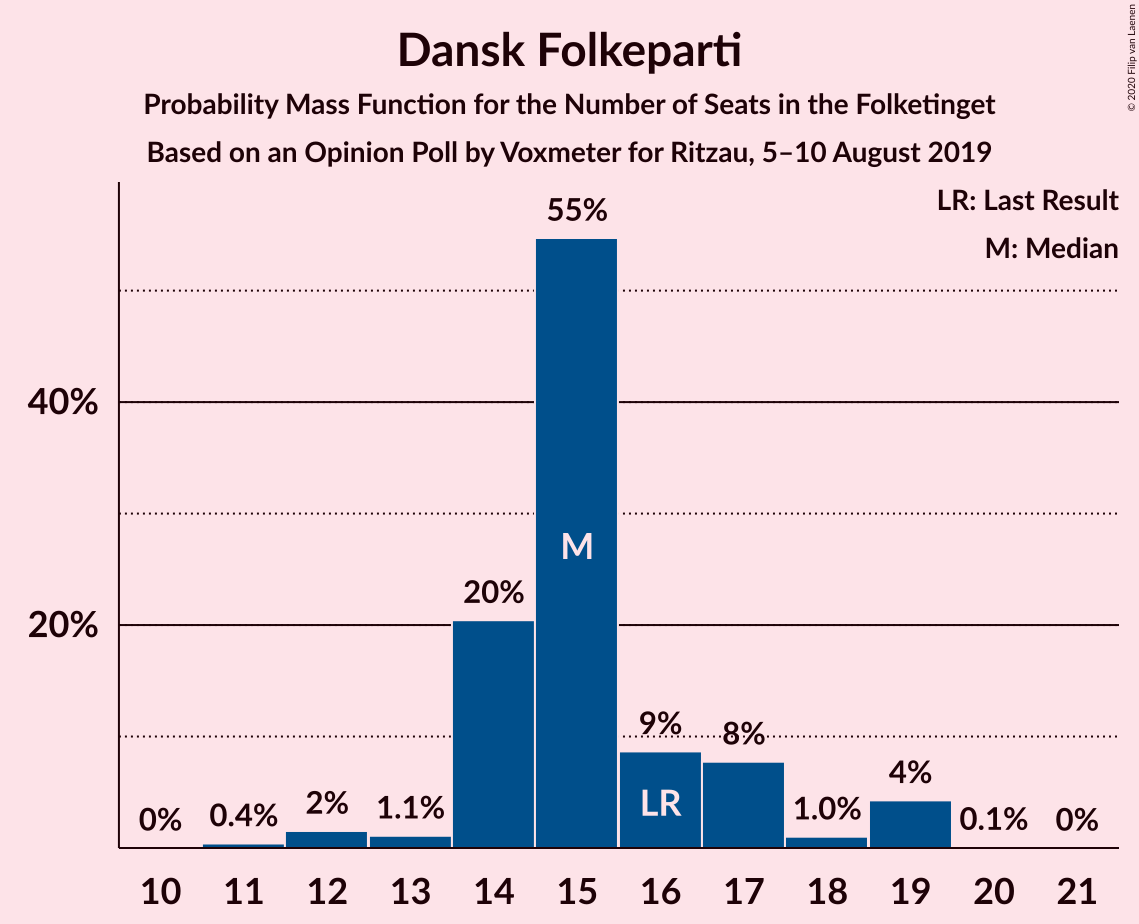 Dansk Folkeparti
Probability Mass Function for the Number of Seats in the Folketinget
Based on an Opinion Poll by Voxmeter for Ritzau, 5–10 August 2019
© 2020 Filip van Laenen
LR: Last Result
M: Median
55%
40%
M
20%
20%
9%
8%
4%
LR
0%
0.4%
2%
1.1%
1.0%
0.1%
0%
10 11 12 13 14 15 16 17 18 19 20 21